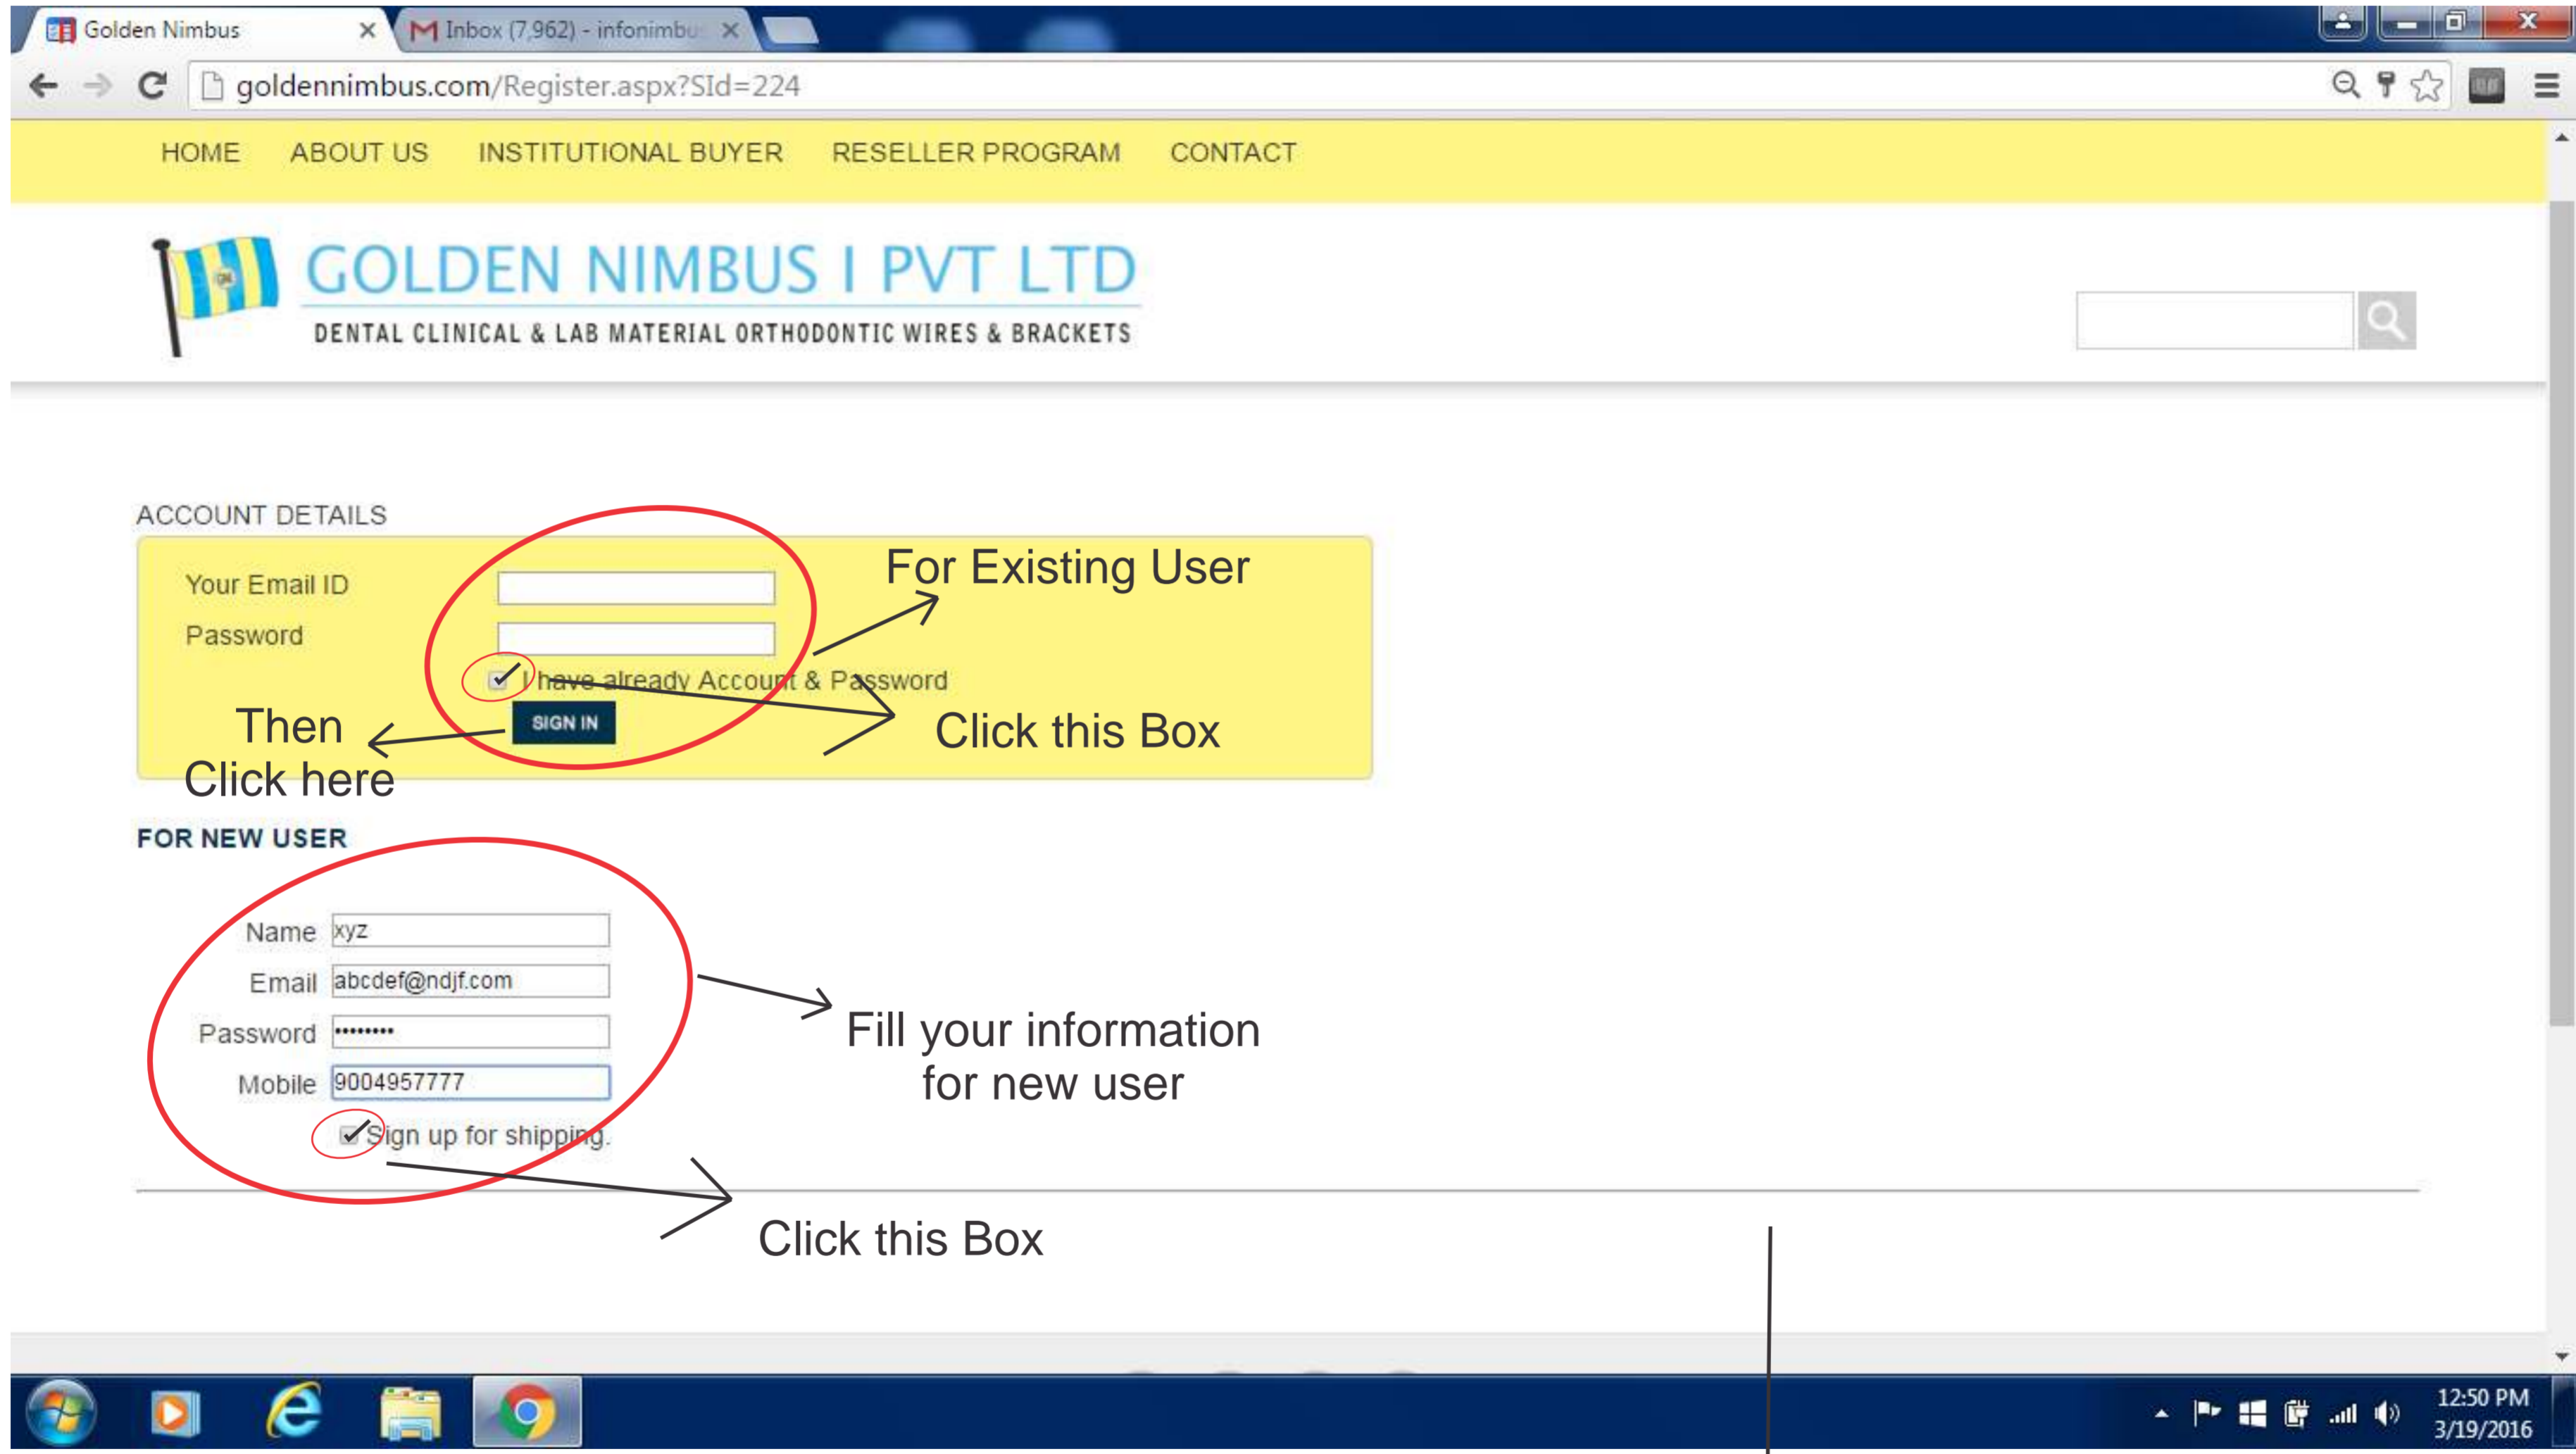 Golden Nimbus
Inbox (7,962) - infonimbu
goldennimbus.com/Register.aspx?SId=224
HOME ABOUT US INSTITUTIONAL BUYER RESELLER PROGRAM CONTACT
GOLDEN NIMBUS I PVT LTD
DENTAL CLINICAL & LAB MATERIAL ORTHODONTIC WIRES & BRACKETS
ACCOUNT DETAILS
For Existing User
Your Email ID
Password
I have already Account & Password
SIGN IN
Click this Box
Then
Click here
FOR NEW USER
Name xyz
Email abcdef@ndjf.com
Password ••••••••
Mobile 9004957777
Sign up for shipping.
Fill your information
for new user
Click this Box
12:50 PM
3/19/2016